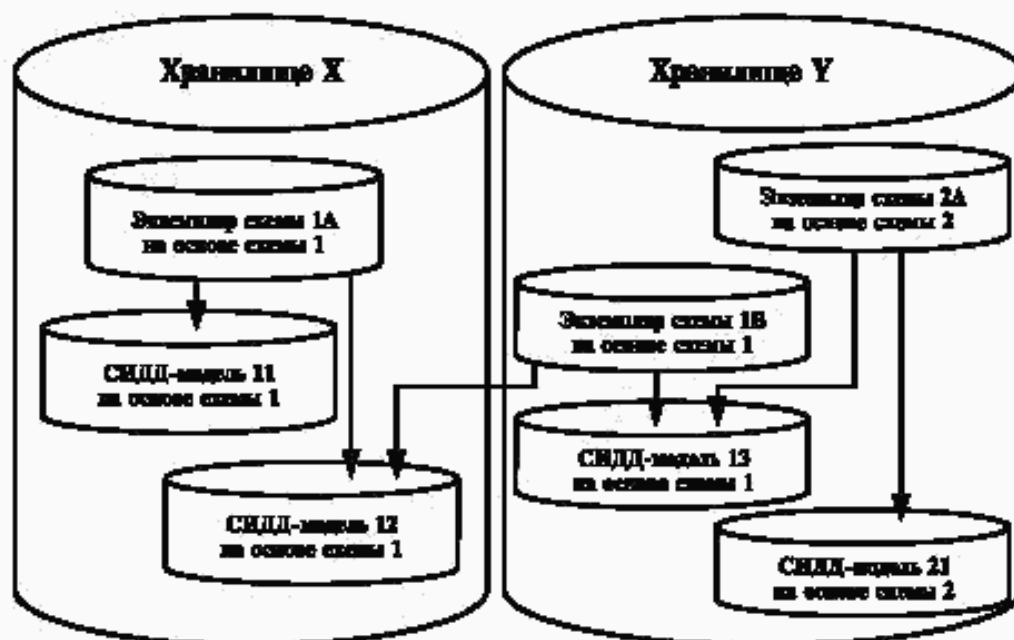 Хранилище X
Хранилище Y
Экземпляр схемы 1А
на основе схемы 1
Экземпляр схемы 2А
на основе схемы 2
Экземпляр схемы 1В
на основе схемы 1
СИДД-модель 11
на основе схемы 1
СИДД-модель 13
на основе схемы 1
СИДД-модель 12
на основе схемы 1
СИДД-модель 21
на основе схемы 2